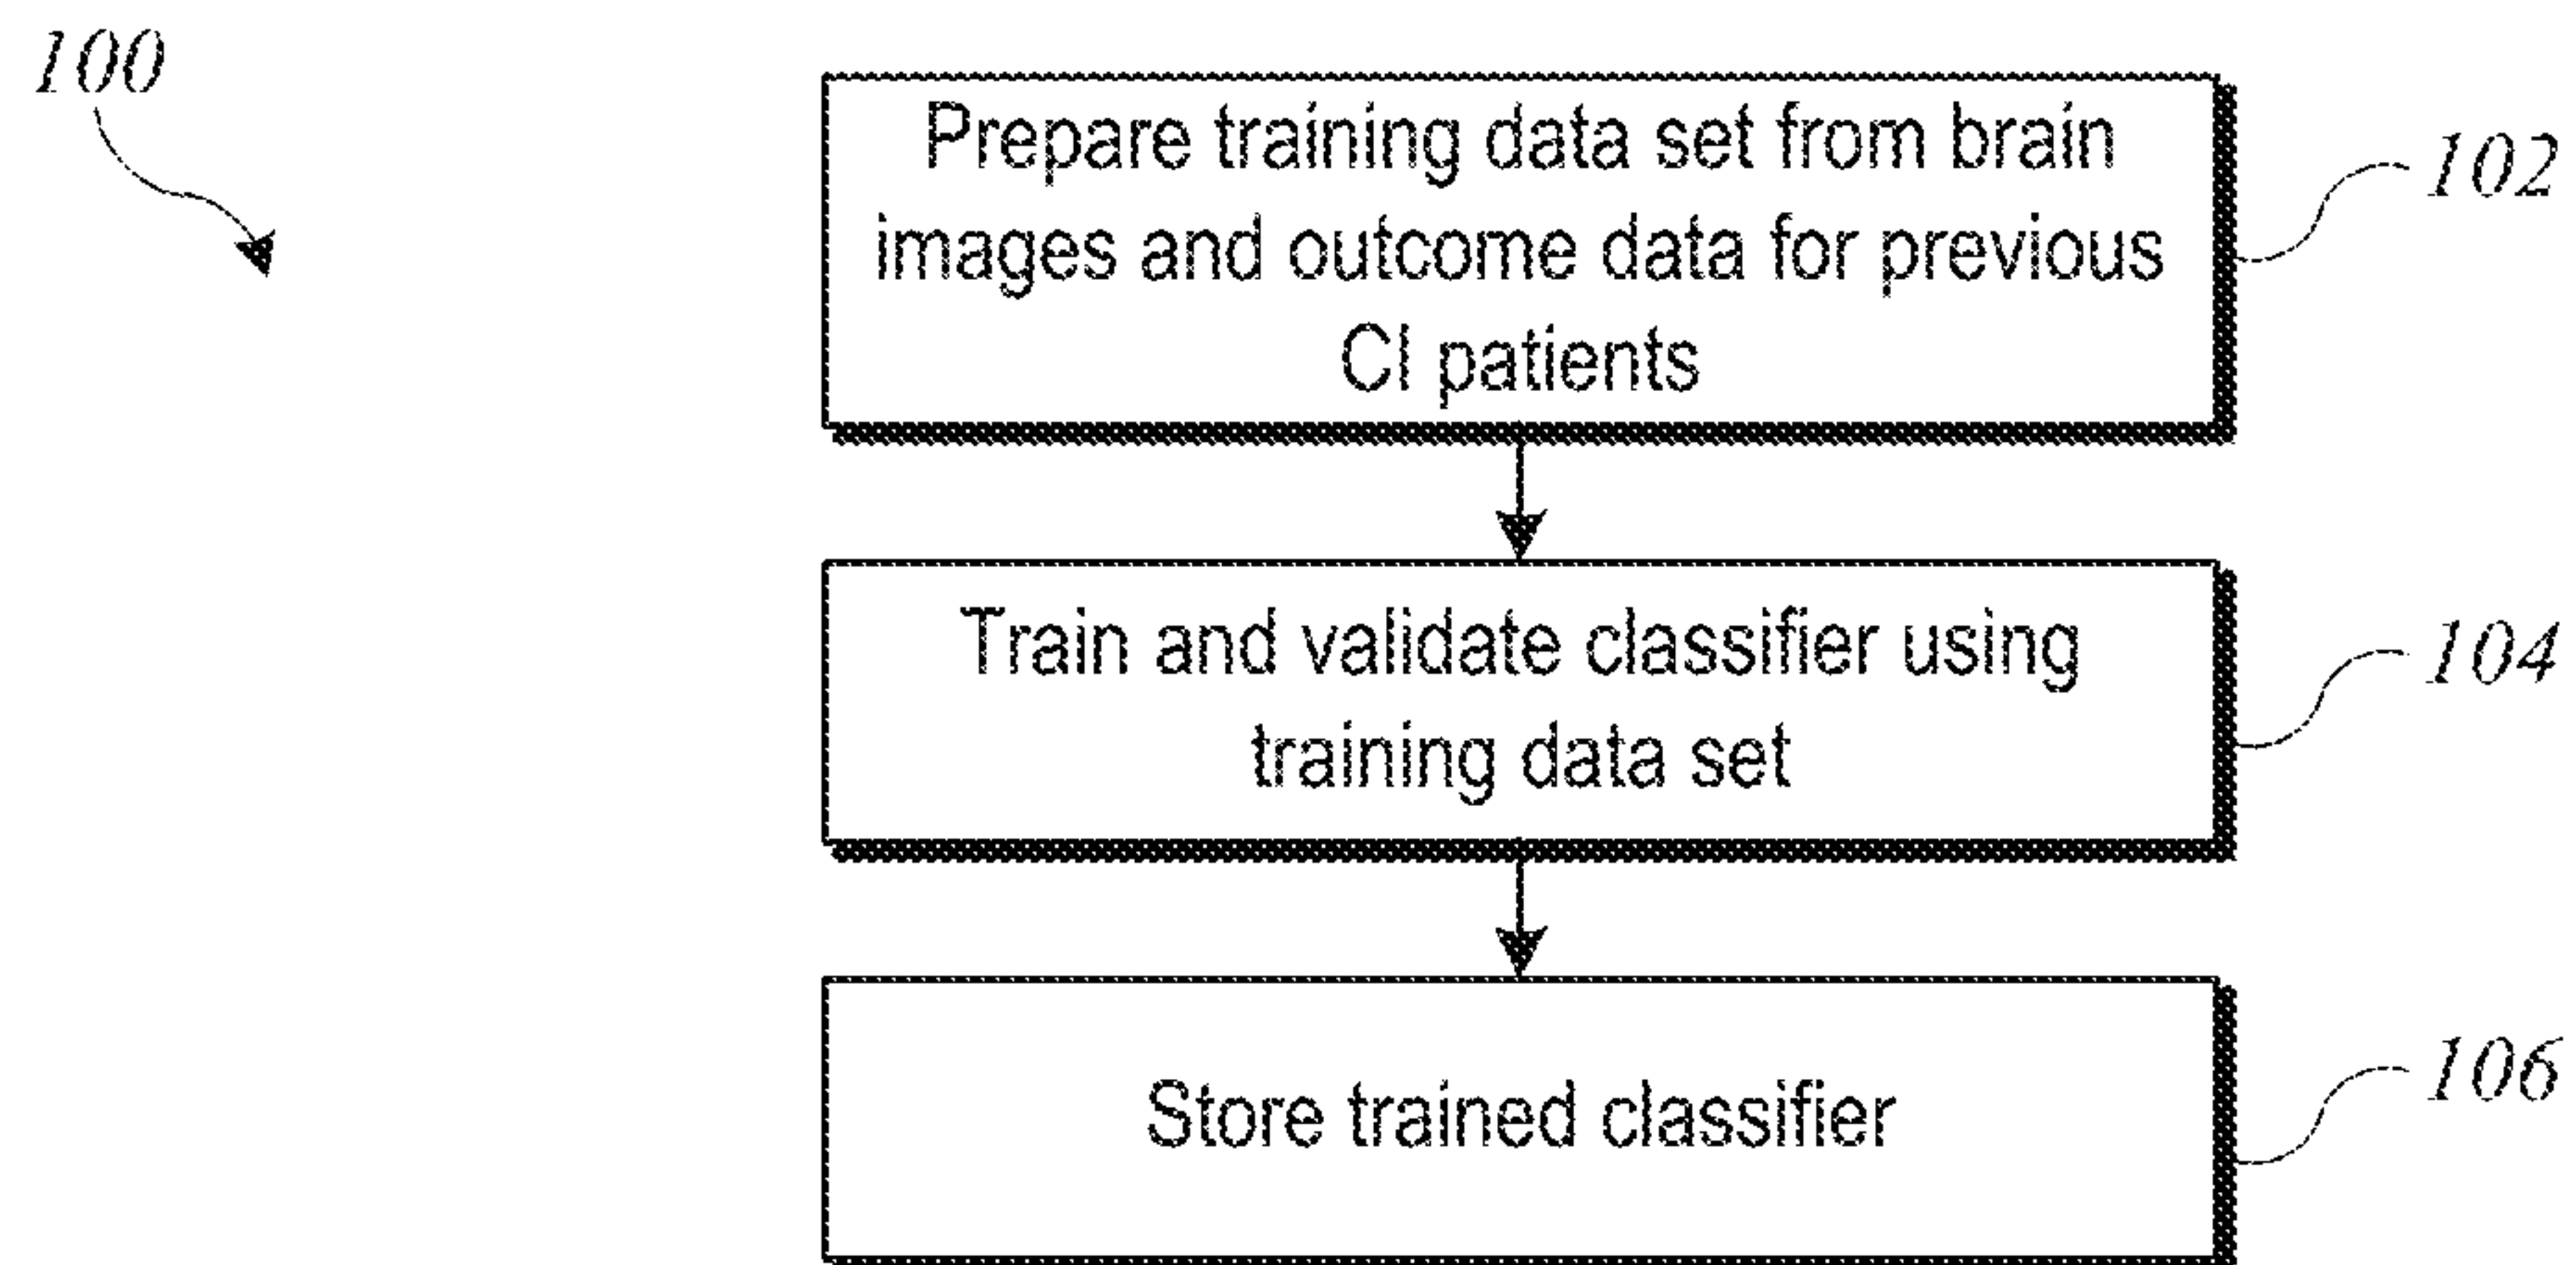 100
Prepare training data set from brain
images and outcome data for previous
CI patients
102
Train and validate classifier using
training data set
104
Store trained classifier
106